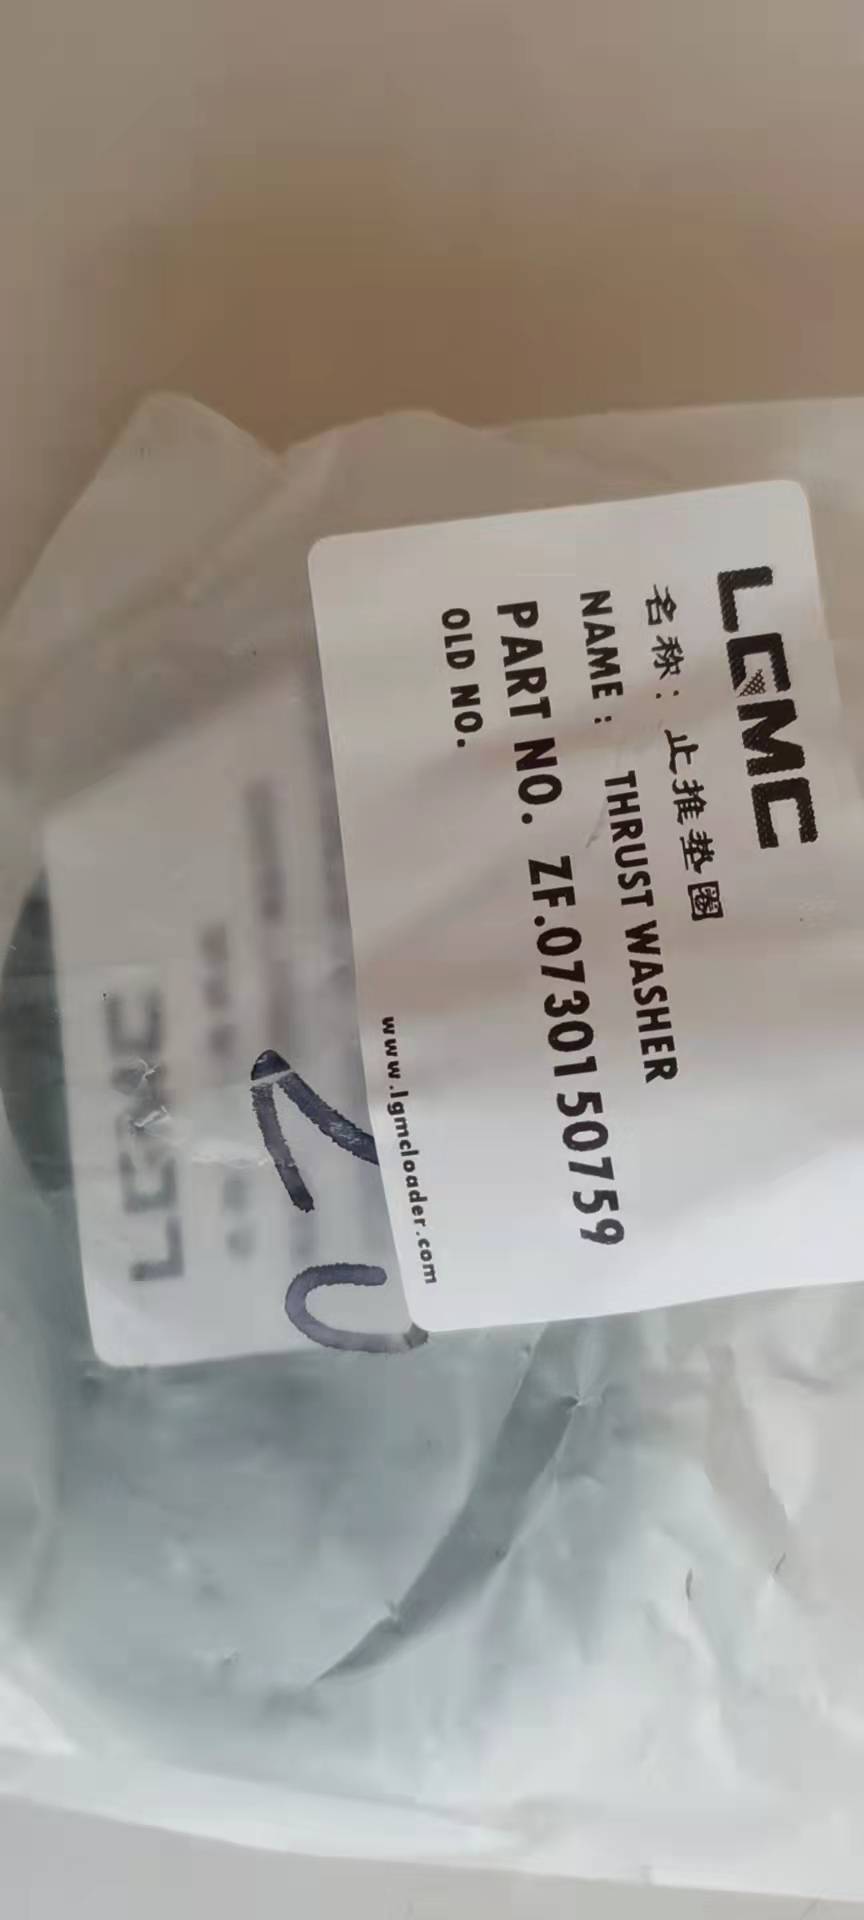 LGMC
名称：止推垫圈
NAME： THRUST WASHER
PART NO. ZF.0730150759
OLD NO.
www.lgmcloader.com
LGMC